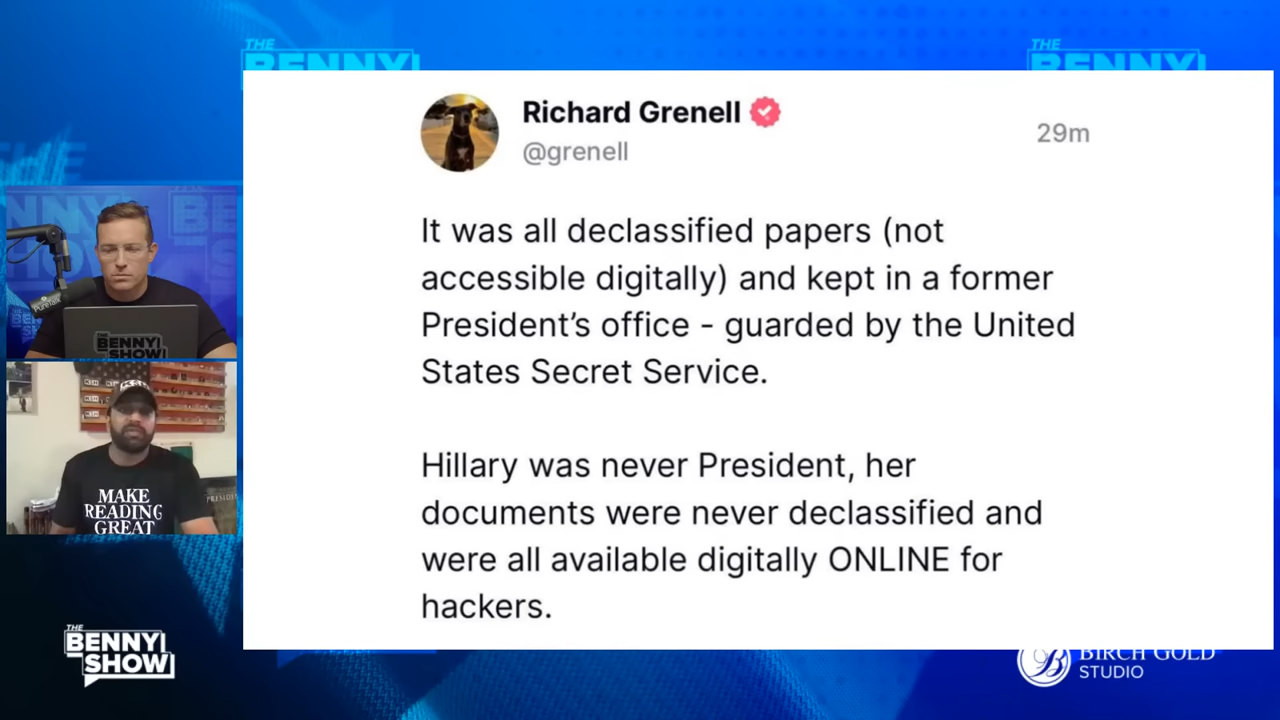 THE
BENNY
THE
BENNY
Richard Grenell
@grenell
29m
It was all declassified papers (not
accessible digitally) and kept in a former
President’s office - guarded by the United
States Secret Service.
Hillary was never President, her
documents were never declassified and
were all available digitally ONLINE for
hackers.
PureTalk
THE
BENNY
SHOW
MAKE
READING
GREAT
THE
BENNY
SHOW
B
BIRCH GOLD
STUDIO